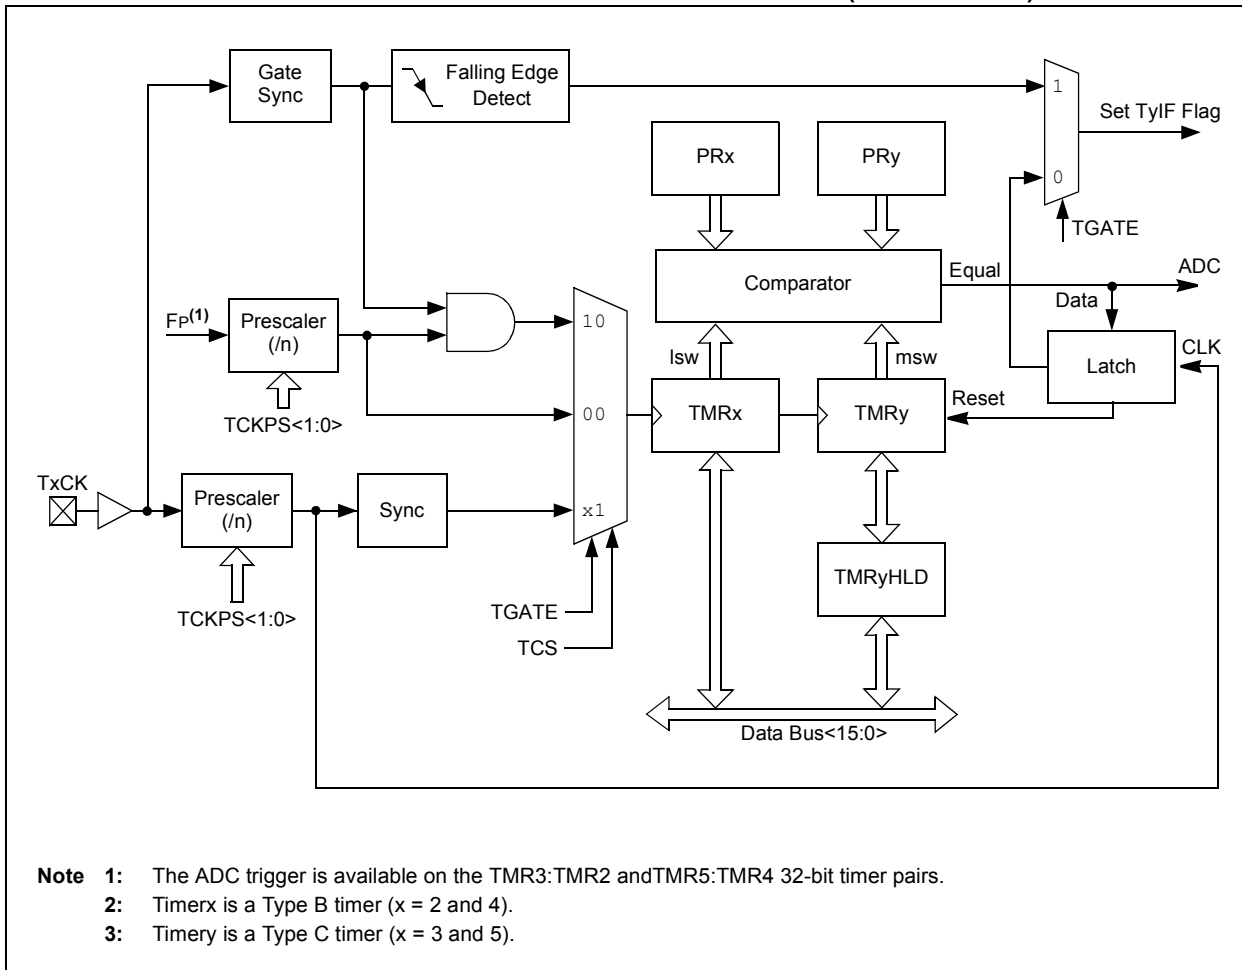 Gate
Sync
Falling Edge
Detect
1
Set TyIF Flag
PRx
PRy
0
TGATE
Comparator
Equal
ADC
Data
FP(1)
Prescaler
(/n)
10
lsw
msw
Latch
CLK
TCKPS<1:0>
00
TMRx
TMRy
Reset
TxCK
Prescaler
(/n)
Sync
x1
TMRyHLD
TCKPS<1:0>
TGATE
TCS
Data Bus<15:0>
Note 1: The ADC trigger is available on the TMR3:TMR2 andTMR5:TMR4 32-bit timer pairs.
2: Timerx is a Type B timer (x = 2 and 4).
3: Timery is a Type C timer (x = 3 and 5).